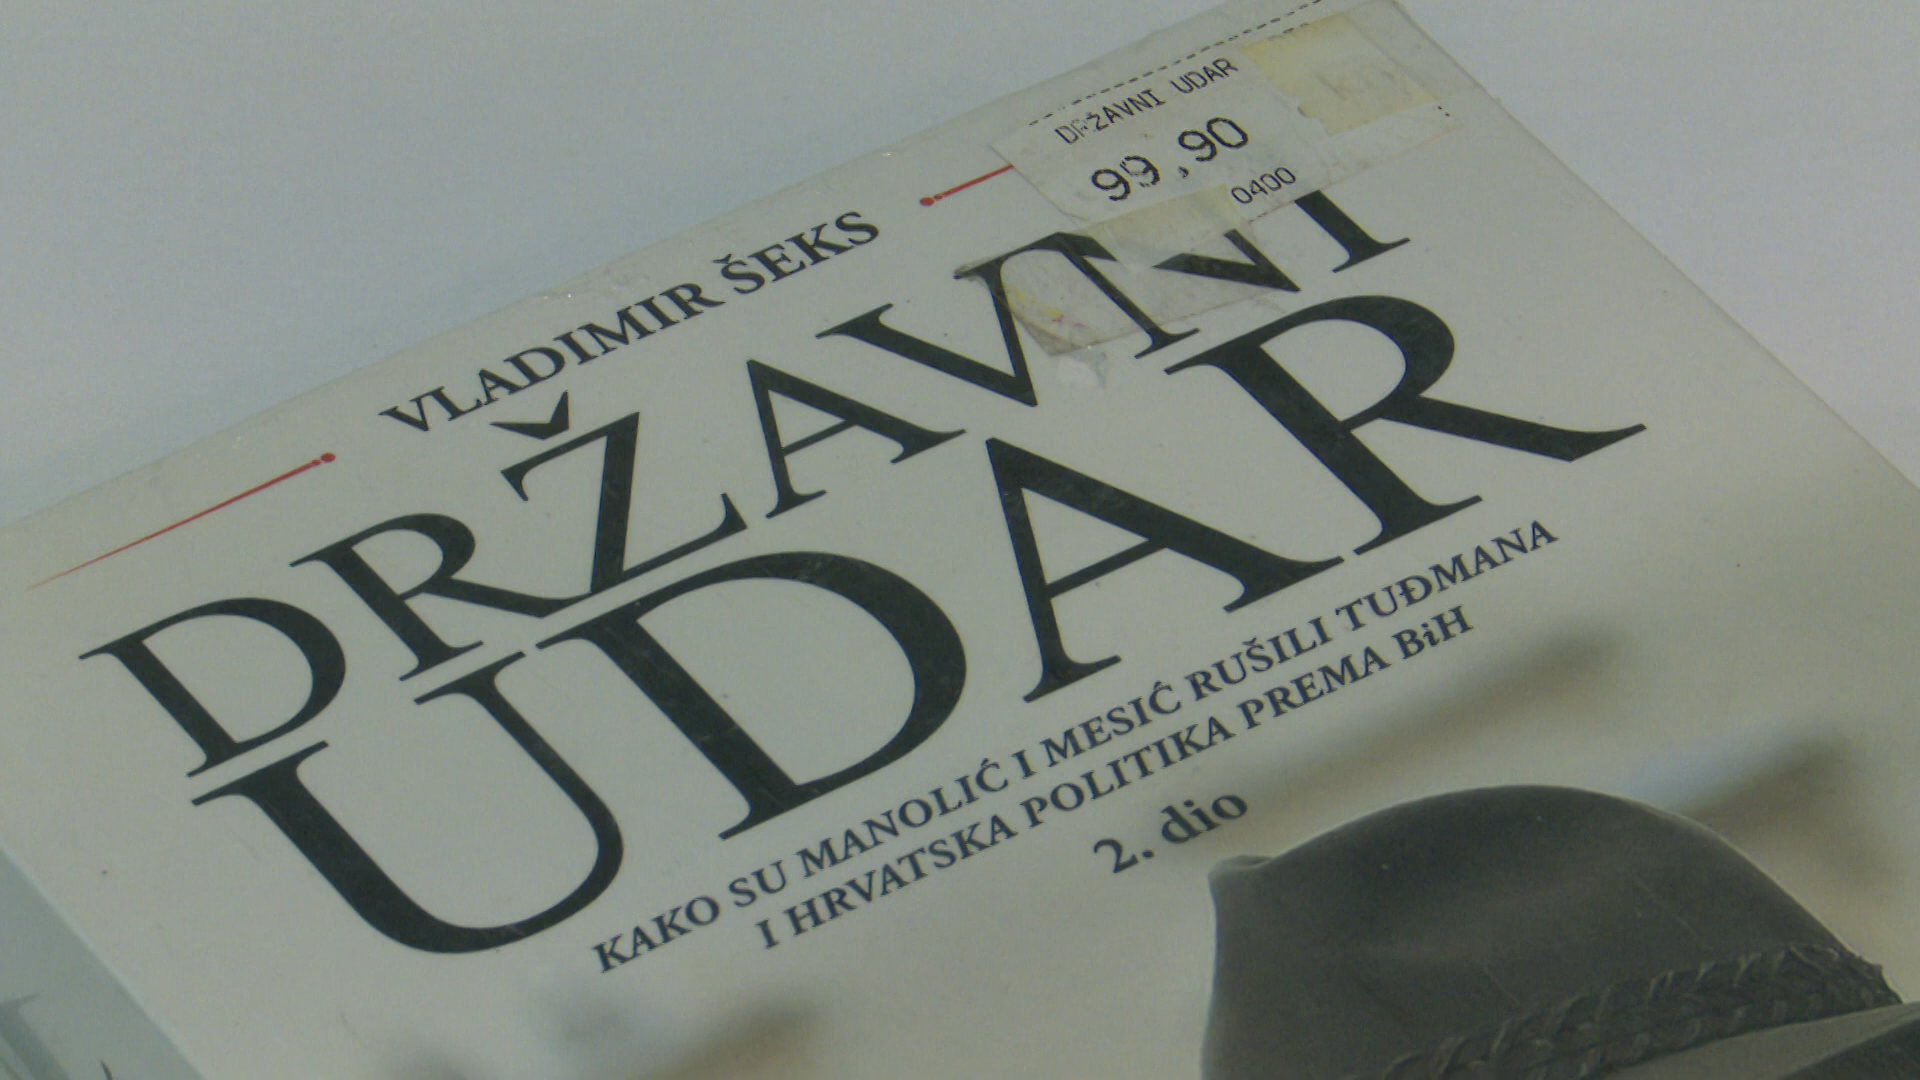 DRŽAVNI UDAR
99,90
0400
VLADIMIR ŠEKS
DRŽAVNI
UDAR
KAKO SU MANOLIĆ I MESIĆ RUŠILI TUĐMANA
I HRVATSKA POLITIKA PREMA BiH
2. dio